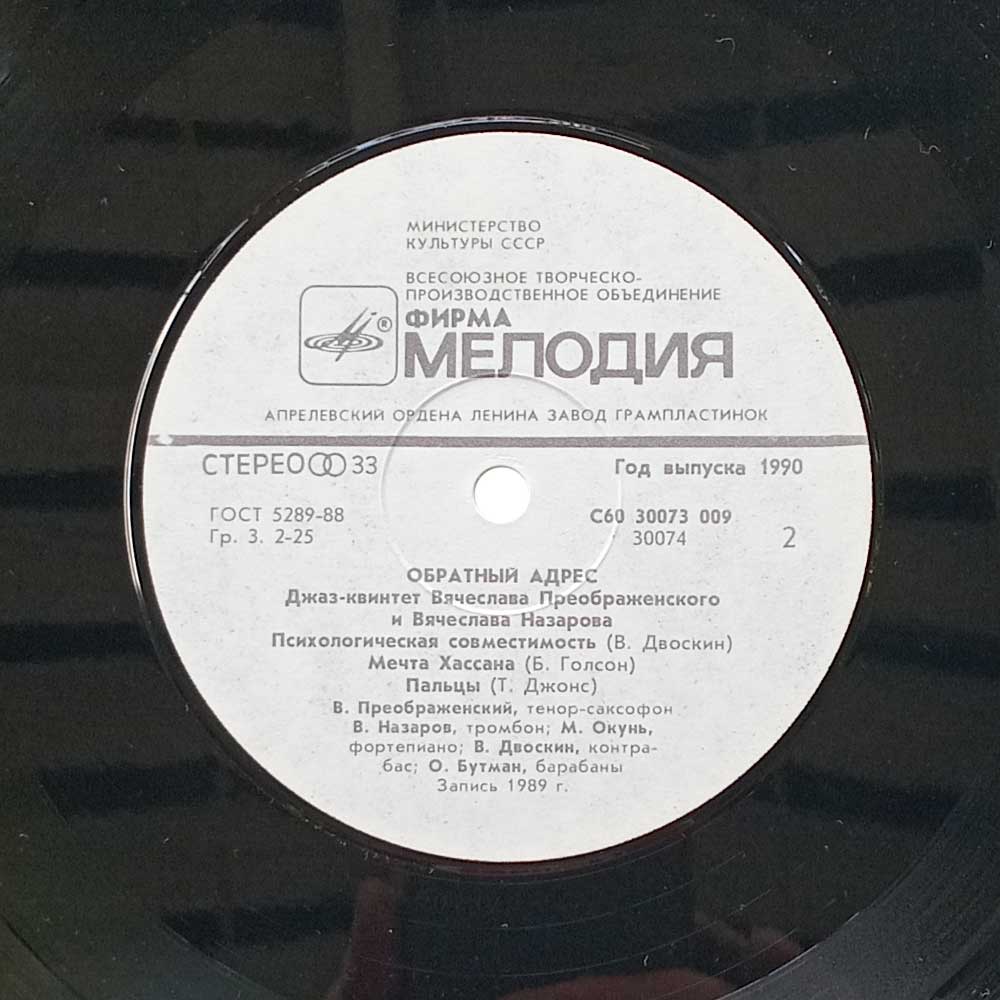 МИНИСТЕРСТВО
КУЛЬТУРЫ СССР
ВСЕСОЮЗНОЕ ТВОРЧЕСКО-
ПРОИЗВОДСТВЕННОЕ ОБЪЕДИНЕНИЕ
ФИРМА
® МЕЛОДИЯ
АПРЕЛЕВСКИЙ ОРДЕНА ЛЕНИНА ЗАВОД ГРАМПЛАСТИНОК
СТЕРЕО 33 Год выпуска 1990
ГОСТ 5289-88 С60 30073 009
Гр. 3. 2-25 30074 2
ОБРАТНЫЙ АДРЕС
Джаз-квинтет Вячеслава Преображенского
и Вячеслава Назарова
Психологическая совместимость (В. Двоскин)
Мечта Хассана (Б. Голсон)
Пальцы (Т. Джонс)
В. Преображенский, тенор-саксофон
В. Назаров, тромбон; М. Окунь,
фортепиано; В. Двоскин, контра-
бас; О. Бутман, барабаны
Запись 1989 г.